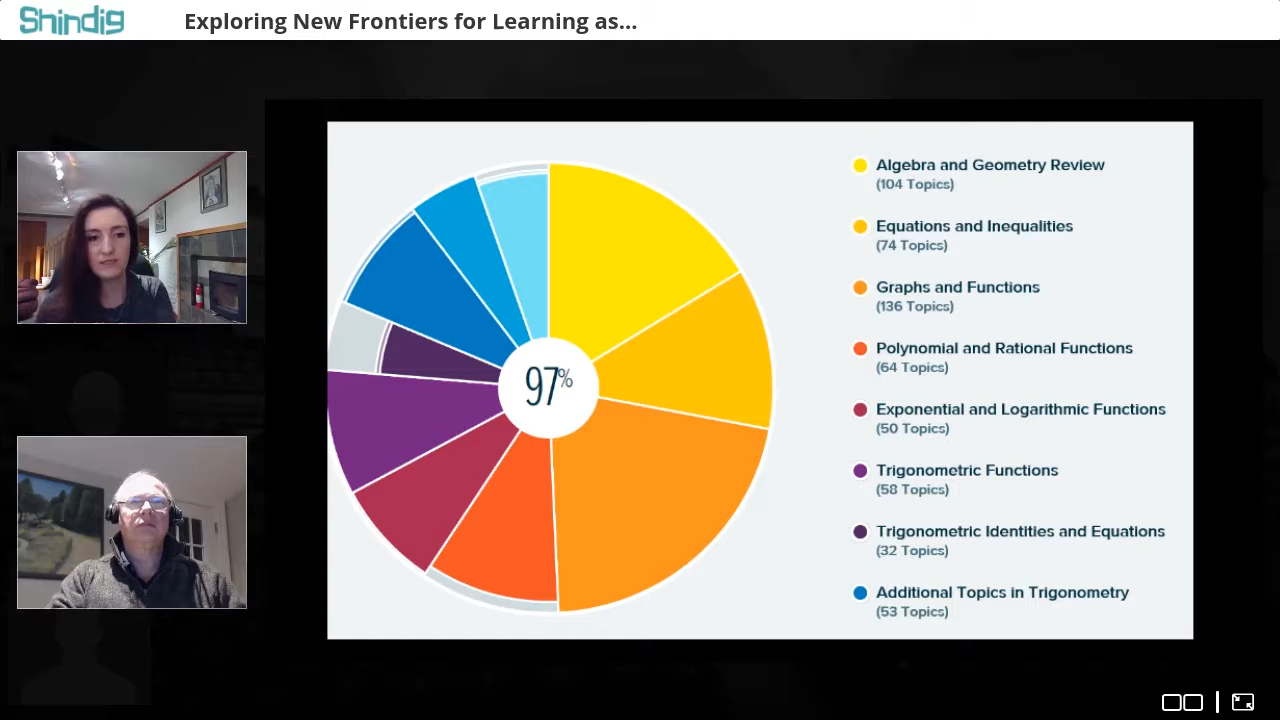 Shindig
Exploring New Frontiers for Learning as...
97%
Algebra and Geometry Review
(104 Topics)
Equations and Inequalities
(74 Topics)
Graphs and Functions
(136 Topics)
Polynomial and Rational Functions
(64 Topics)
Exponential and Logarithmic Functions
(50 Topics)
Trigonometric Functions
(58 Topics)
Trigonometric Identities and Equations
(32 Topics)
Additional Topics in Trigonometry
(53 Topics)